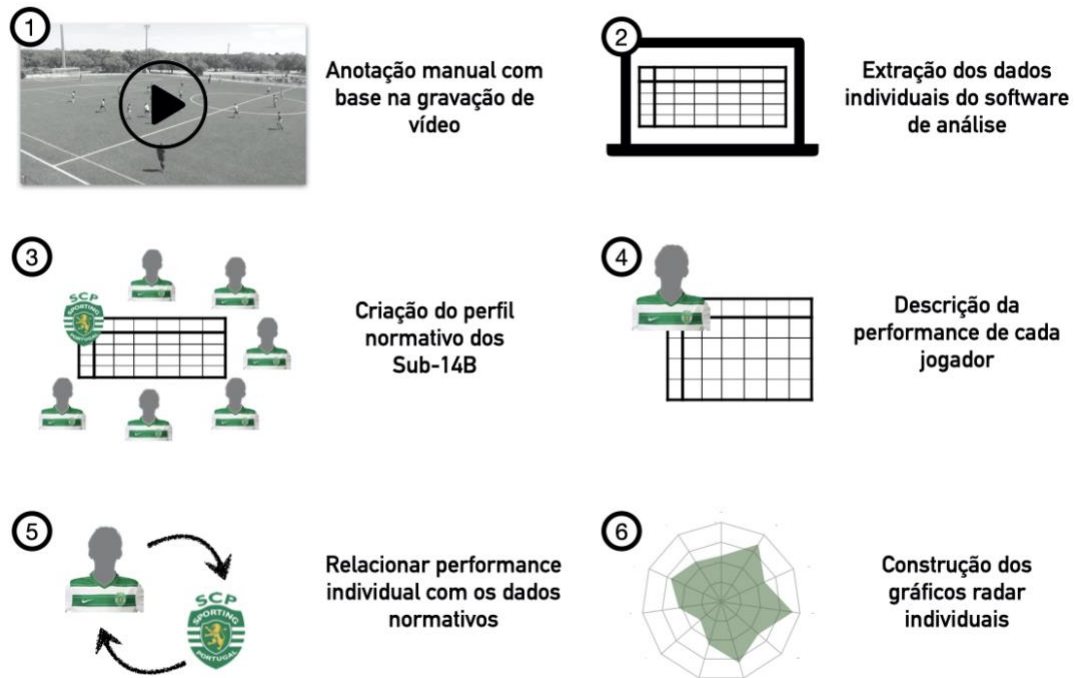 1
Anotação manual com
base na gravação de
vídeo
2
Extração dos dados
individuais do software
de análise
3
SCP
SPORTING
PORTUGAL
Criação do perfil
normativo dos
Sub-14B
4
Descrição da
performance de cada
jogador
5
SCP
SPORTING
PORTUGAL
Relacionar performance
individual com os dados
normativos
6
Construção dos
gráficos radar
individuais